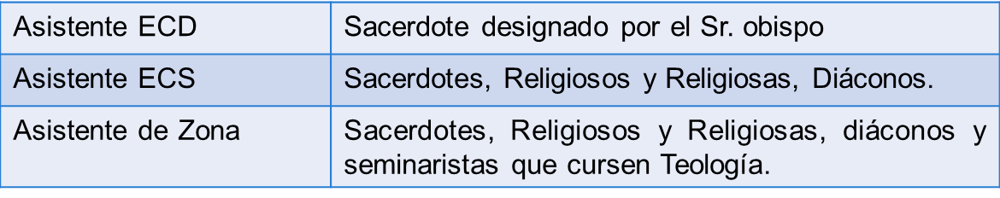 Asistente ECD
Sacerdote designado por el Sr. obispo
Asistente ECS
Sacerdotes, Religiosos y Religiosas, Diáconos.
Asistente de Zona
Sacerdotes, Religiosos y Religiosas, diáconos y
seminaristas que cursen Teología.